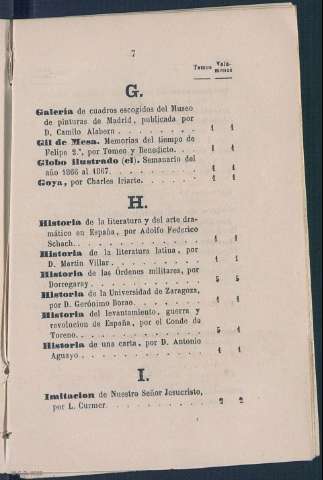 7
Tomos Volúmenes
G.
Galería de cuadros escogidos del Museo
de pinturas de Madrid, publicada por
D. Camilo Alabern. . . . . . . . 1 1
Gil de Mesa. Memorias del tiempo de
Felipe 2.º, por Tomeo y Benedicto. . . 1 1
Globo ilustrado (el). Semanario del
año 1866 al 1867. . . . . . . . 1 1
Goya, por Charles Iriarte. . . . . . 1 1
H.
Historia de la literatura y del arte dra-
mático en España, por Adolfo Federico
Schach. . . . . . . . . . . . 1 1
Historia de la literatura latina, por
D. Martin Villar. . . . . . . . . 1 1
Historia de las Órdenes militares, por
Dorregaray. . . . . . . . . . . 5 5
Historia de la Universidad de Zaragoza,
por D. Gerónimo Borao. . . . . . . 1 1
Historia del levantamiento, guerra y
revolucion de España, por el Conde de
Toreno. . . . . . . . . . . . 5 1
Historia de una carta, por D. Antonio
Aguayo. . . . . . . . . . . . 1 1
I.
Imitacion de Nuestro Señor Jesucristo,
por L. Curmer. . . . . . . . . . 2 2